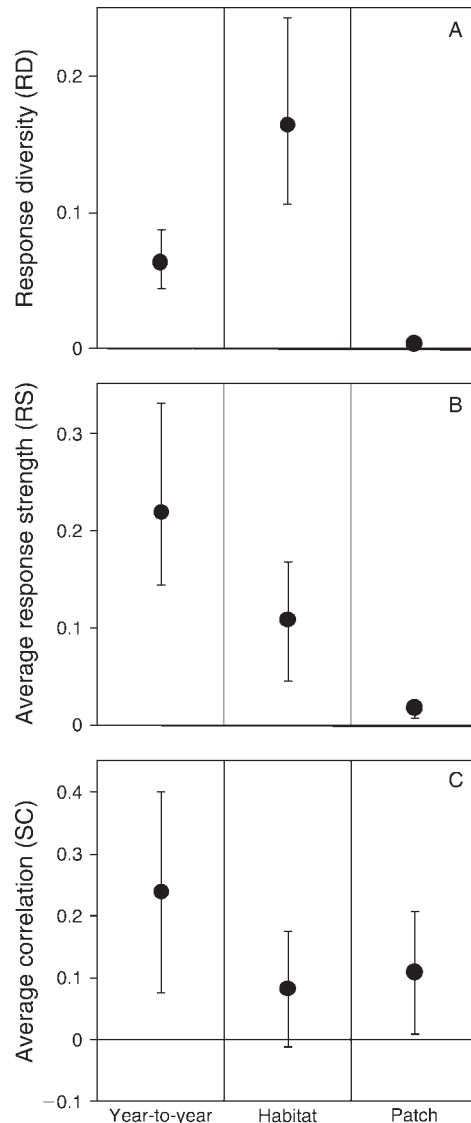 A
Response diversity (RD)
0.2
0.1
0
B
Average response strength (RS)
0.3
0.2
0.1
0
C
Average correlation (SC)
0.4
0.3
0.2
0.1
0
−0.1
Year-to-year Habitat Patch